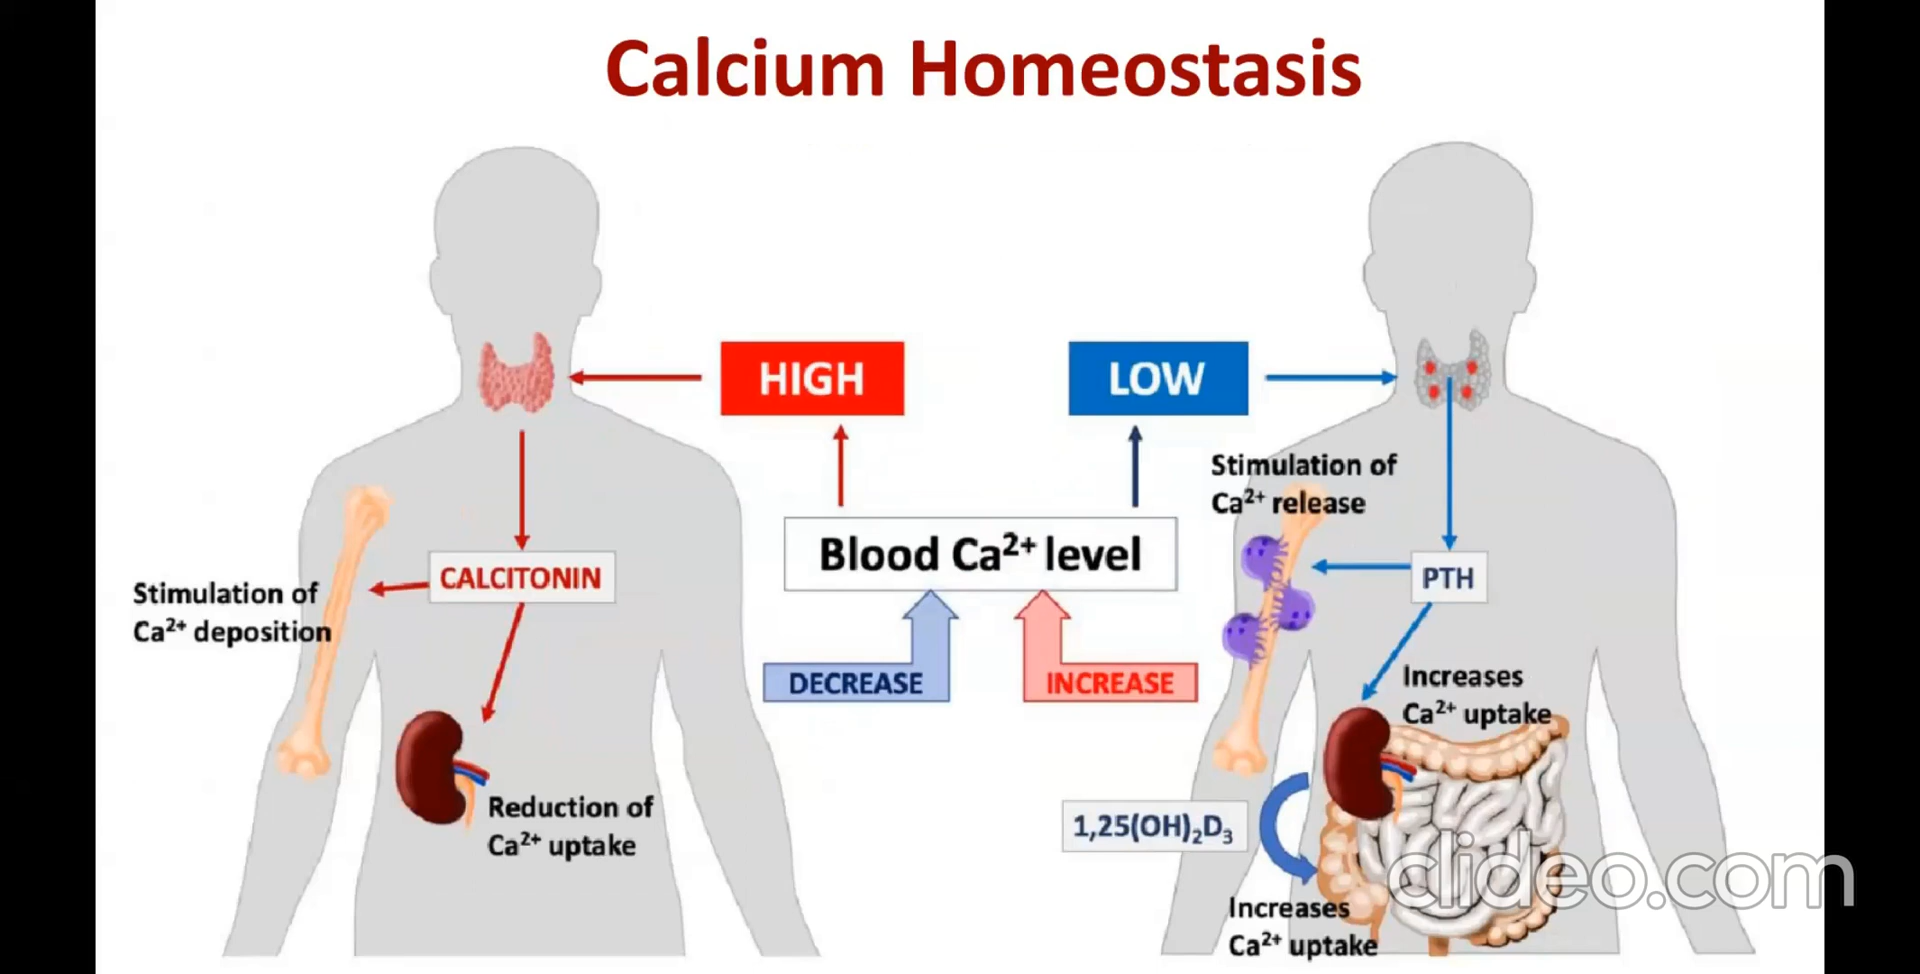 Calcium Homeostasis
HIGH
LOW
Stimulation of
Ca²⁺ release
Blood Ca²⁺ level
CALCITONIN
PTH
Stimulation of
Ca²⁺ deposition
DECREASE
INCREASE
Increases
Ca²⁺ uptake
Reduction of
Ca²⁺ uptake
1,25(OH)₂D₃
clideo.com
Increases
Ca²⁺ uptake